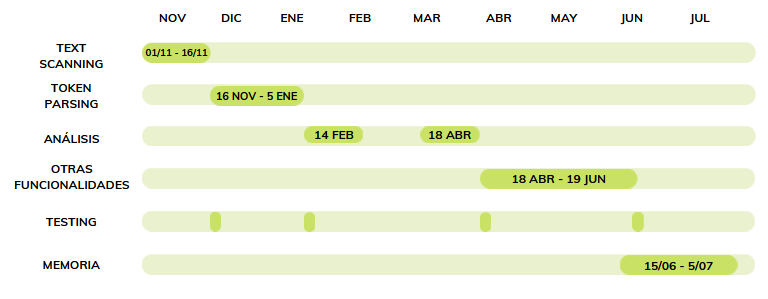 NOV DIC ENE FEB MAR ABR MAY JUN JUL
TEXT
SCANNING
01/11 - 16/11
TOKEN
PARSING
16 NOV - 5 ENE
ANÁLISIS
14 FEB
18 ABR
OTRAS
FUNCIONALIDADES
18 ABR - 19 JUN
TESTING
MEMORIA
15/06 - 5/07